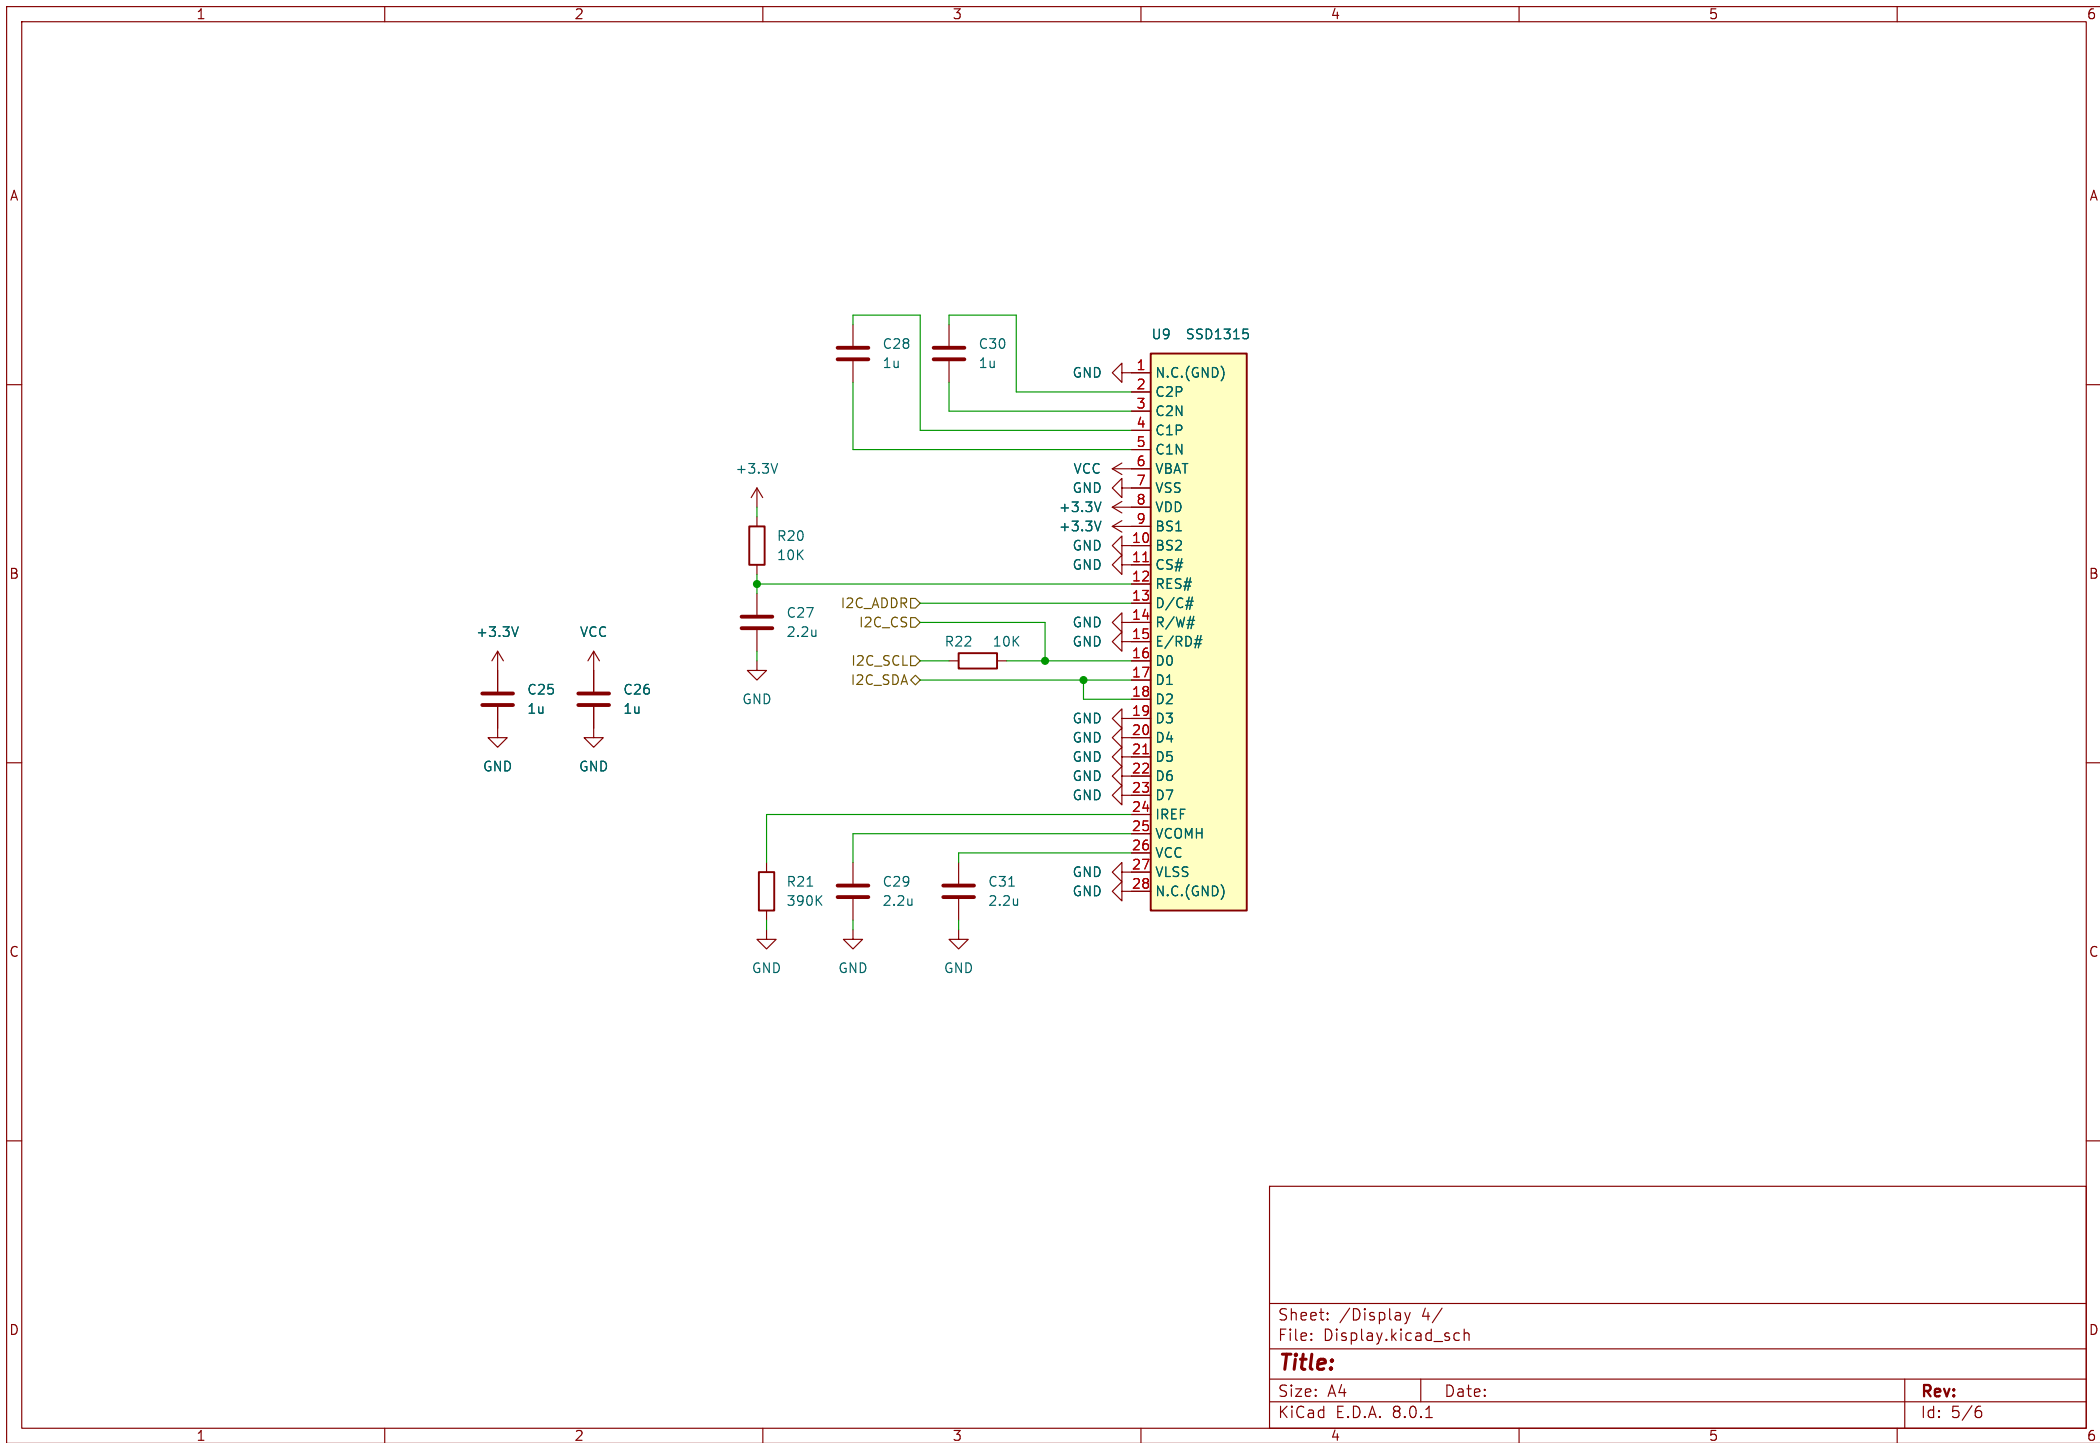 1 2 3 4 5 6
A A
U9 SSD1315
C28
1u
C30
1u
GND 1 N.C.(GND)
2 C2P
3 C2N
4 C1P
5 C1N
VCC 6 VBAT
GND 7 VSS
+3.3V 8 VDD
+3.3V 9 BS1
GND 10 BS2
GND 11 CS#
12 RES#
I2C_ADDR 13 D/C#
I2C_CS GND 14 R/W#
GND 15 E/RD#
I2C_SCL R22 10K 16 D0
I2C_SDA 17 D1
18 D2
GND 19 D3
GND 20 D4
GND 21 D5
GND 22 D6
GND 23 D7
24 IREF
25 VCOMH
26 VCC
GND 27 VLSS
GND 28 N.C.(GND)
+3.3V
R20
10K
B B
C27
2.2u
GND
+3.3V
C25
1u
GND
VCC
C26
1u
GND
R21
390K
GND
C29
2.2u
GND
C31
2.2u
GND
C C
D D
Sheet: /Display 4/
File: Display.kicad_sch
Title:
Size: A4 Date: Rev:
KiCad E.D.A. 8.0.1 Id: 5/6
1 2 3 4 5 6